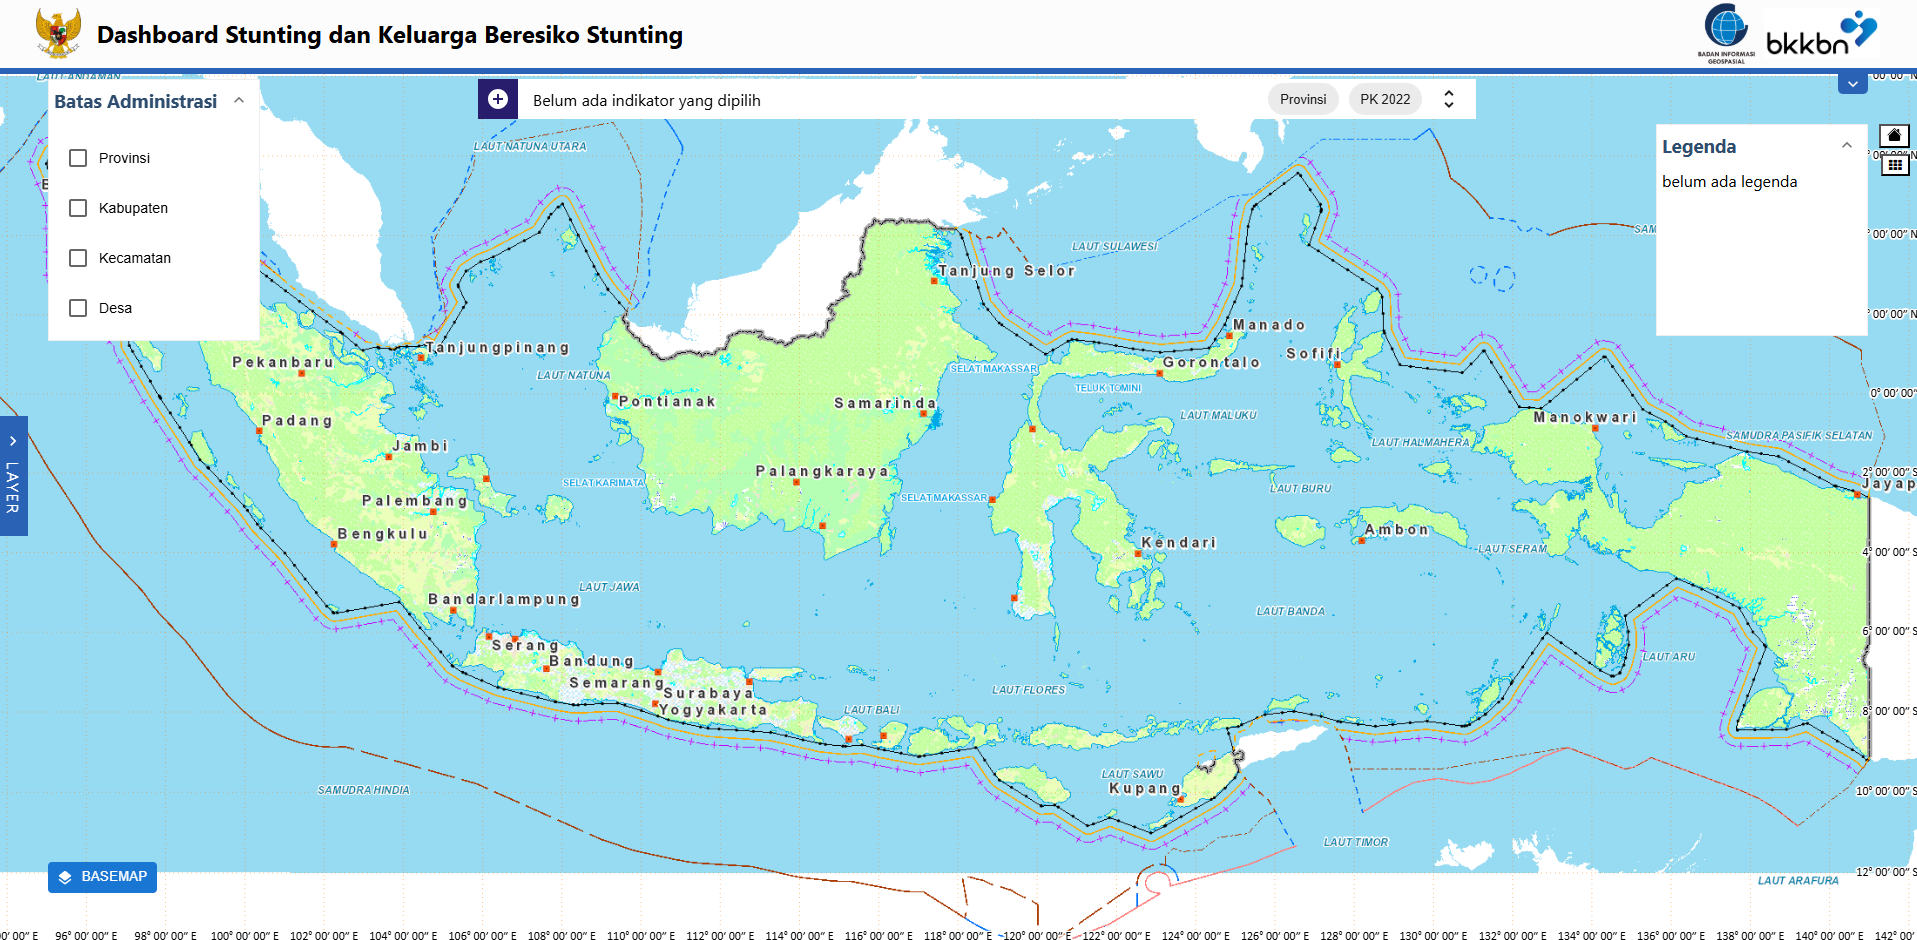 Dashboard Stunting dan Keluarga Beresiko Stunting
BADAN INFORMASI
GEOSPASIAL
bkkbn
LAUT ANDAMAN
Batas Administrasi
Provinsi
Kabupaten
Kecamatan
Desa
Belum ada indikator yang dipilih
Provinsi
PK 2022
Legenda
belum ada legenda
LAYER
BASEMAP
LAUT NATUNA UTARA
LAUT SULAWESI
SAM
Tanjung Selor
Manado
Tanjungpinang
Sofifi
Pekanbaru
Gorontalo
LAUT NATUNA
SELAT MAKASSAR
TELUK TOMINI
Pontianak
Samarinda
LAUT MALUKU
Manokwari
Padang
LAUT HALMAHERA
SAMUDRA PASIFIK SELATAN
Jambi
Palangkaraya
SELAT KARIMATA
LAUT BURU
Jayap
Palembang
SELAT MAKASSAR
Bengkulu
Ambon
Kendari
LAUT SERAM
LAUT JAWA
Bandarlampung
LAUT BANDA
Serang
Bandung
LAUT ARU
Semarang
Surabaya
LAUT FLORES
Yogyakarta
LAUT BALI
LAUT SAWU
Kupang
SAMUDRA HINDIA
LAUT TIMOR
LAUT ARAFURA
0° 00′ 00″ N
2° 00′ 00″ S
4° 00′ 00″ S
6° 00′ 00″ S
8° 00′ 00″ S
10° 00′ 00″ S
12° 00′ 00″ S
96° 00′ 00″ E
98° 00′ 00″ E
100° 00′ 00″ E
102° 00′ 00″ E
104° 00′ 00″ E
106° 00′ 00″ E
108° 00′ 00″ E
110° 00′ 00″ E
112° 00′ 00″ E
114° 00′ 00″ E
116° 00′ 00″ E
118° 00′ 00″ E
120° 00′ 00″ E
122° 00′ 00″ E
124° 00′ 00″ E
126° 00′ 00″ E
128° 00′ 00″ E
130° 00′ 00″ E
132° 00′ 00″ E
134° 00′ 00″ E
136° 00′ 00″ E
138° 00′ 00″ E
140° 00′ 00″ E
142° 00′